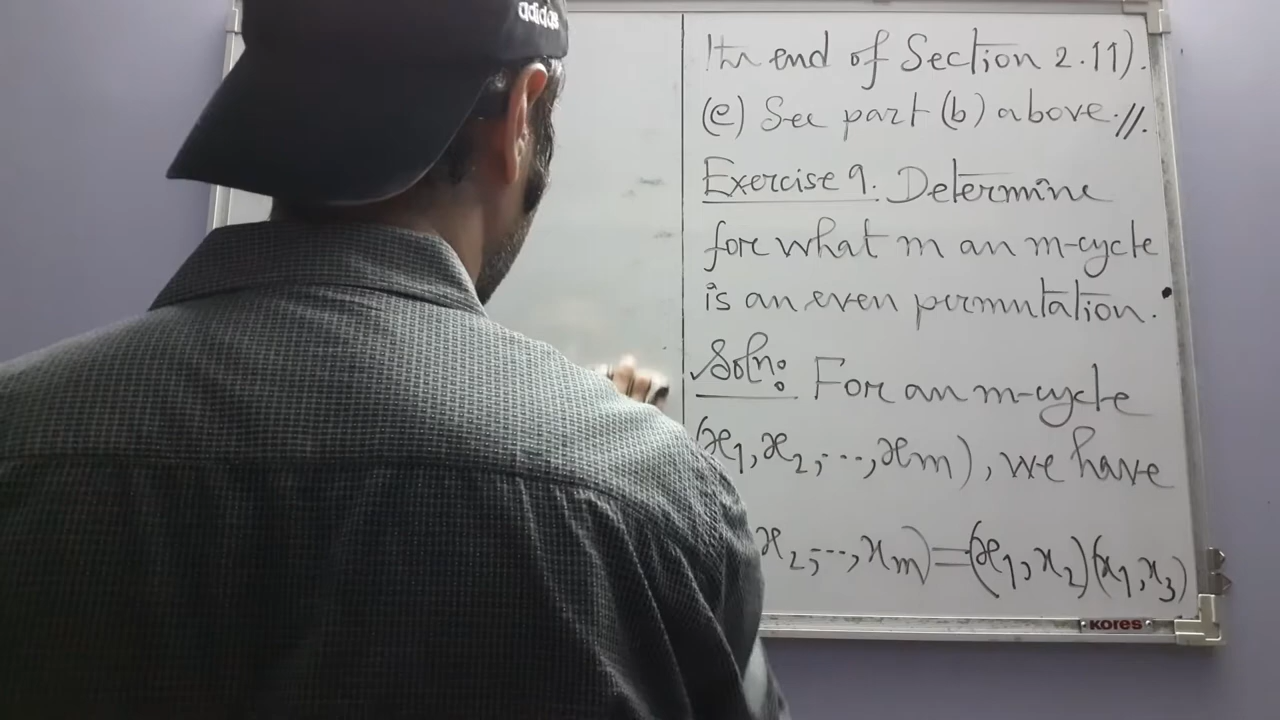 adidas
end of Section 2.11).
(e) See part (b) above.//.
Exercise 9. Determine
for what m an m-cycle
is an even permutation.
Soln: For an m-cycle
(x₁, x₂, ..., xₘ), we have
x₂, ..., xₘ) = (x₁, x₂)(x₁, x₃)
KORES